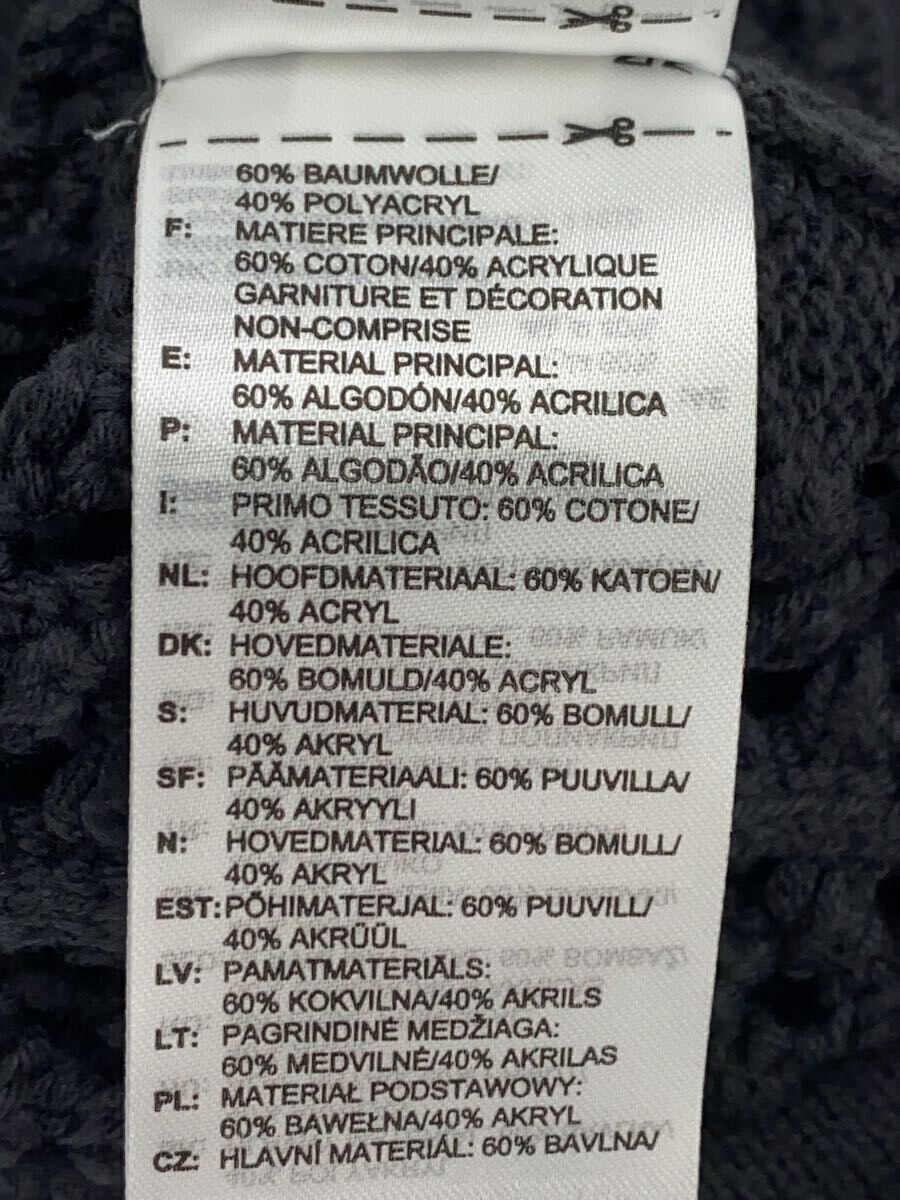 60% BAUMWOLLE/
40% POLYACRYL
F: MATIERE PRINCIPALE:
60% COTON/40% ACRYLIQUE
GARNITURE ET DÉCORATION
NON-COMPRISE
E: MATERIAL PRINCIPAL:
60% ALGODÓN/40% ACRILICA
P: MATERIAL PRINCIPAL:
60% ALGODÃO/40% ACRILICA
I: PRIMO TESSUTO: 60% COTONE/
40% ACRILICA
NL: HOOFDMATERIAAL: 60% KATOEN/
40% ACRYL
DK: HOVEDMATERIALE:
60% BOMULD/40% ACRYL
S: HUVUDMATERIAL: 60% BOMULL/
40% AKRYL
SF: PÄÄMATERIAALI: 60% PUUVILLA/
40% AKRYYLI
N: HOVEDMATERIAL: 60% BOMULL/
40% AKRYL
EST: PÕHIMATERJAL: 60% PUUVILL/
40% AKRÜÜL
LV: PAMATMATERIĀLS:
60% KOKVILNA/40% AKRILS
LT: PAGRINDINĖ MEDŽIAGA:
60% MEDVILNĖ/40% AKRILAS
PL: MATERIAŁ PODSTAWOWY:
60% BAWEŁNA/40% AKRYL
CZ: HLAVNÍ MATERIÁL: 60% BAVLNA/